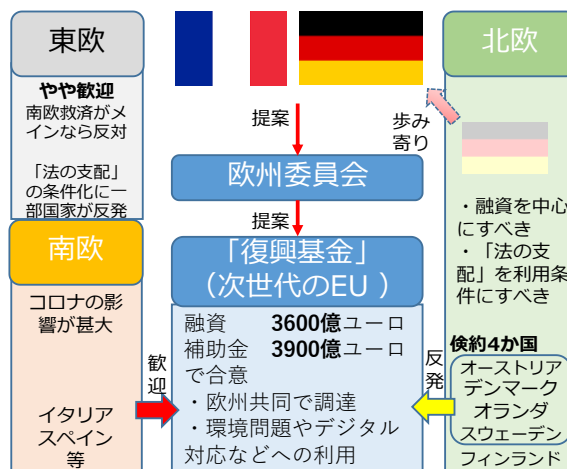 東欧
やや歓迎
南欧救済がメ
インなら反対
「法の支配」
の条件化に一
部国家が反発
南欧
コロナの影
響が甚大
イタリア
スペイン
等
歓迎
提案
欧州委員会
提案
「復興基金」
（次世代のEU ）
融資 3600億ユーロ
補助金 3900億ユーロ
で合意
・欧州共同で調達
・環境問題やデジタル
対応などへの利用
歩み
寄り
反発
北欧
・融資を中心
にすべき
・「法の支
配」を利用条
件にすべき
倹約4か国
オーストリア
デンマーク
オランダ
スウェーデン
フィンランド